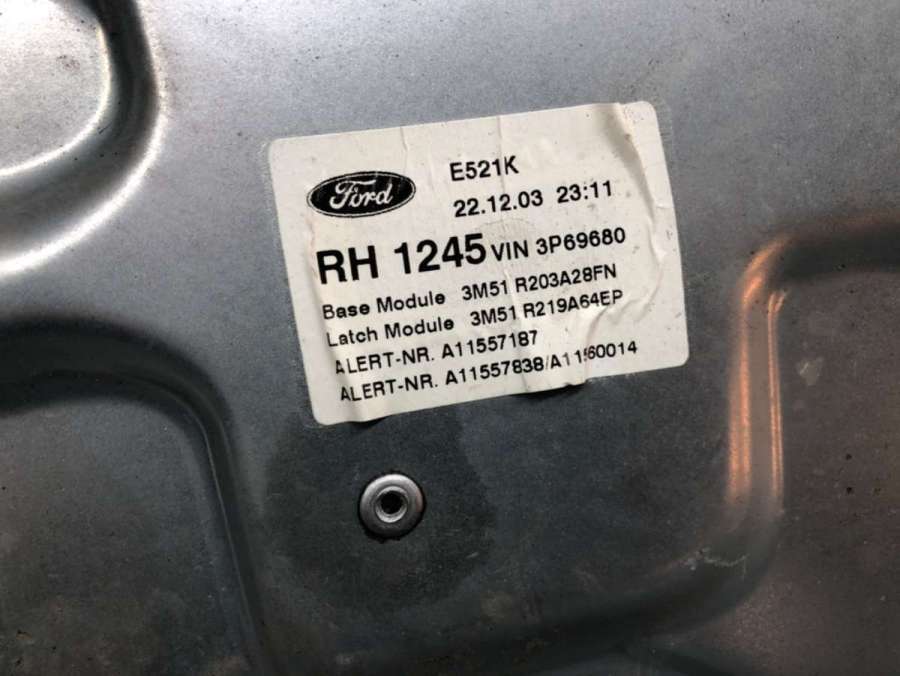 Ford
E521K
22.12.03 23:11
RH 1245 VIN 3P69680
Base Module 3M51 R203A28FN
Latch Module 3M51 R219A64EP
ALERT-NR. A11557187
ALERT-NR. A11557838/A11560014